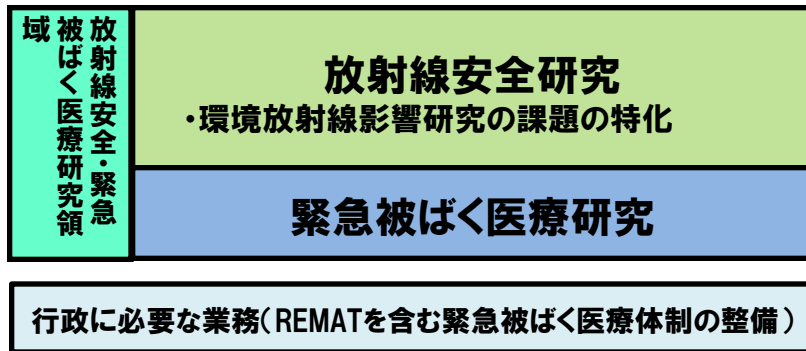 放射線安全・緊急
被ばく医療研究領
域
放射線安全研究
・環境放射線影響研究の課題の特化
緊急被ばく医療研究
行政に必要な業務（REMATを含む緊急被ばく医療体制の整備）